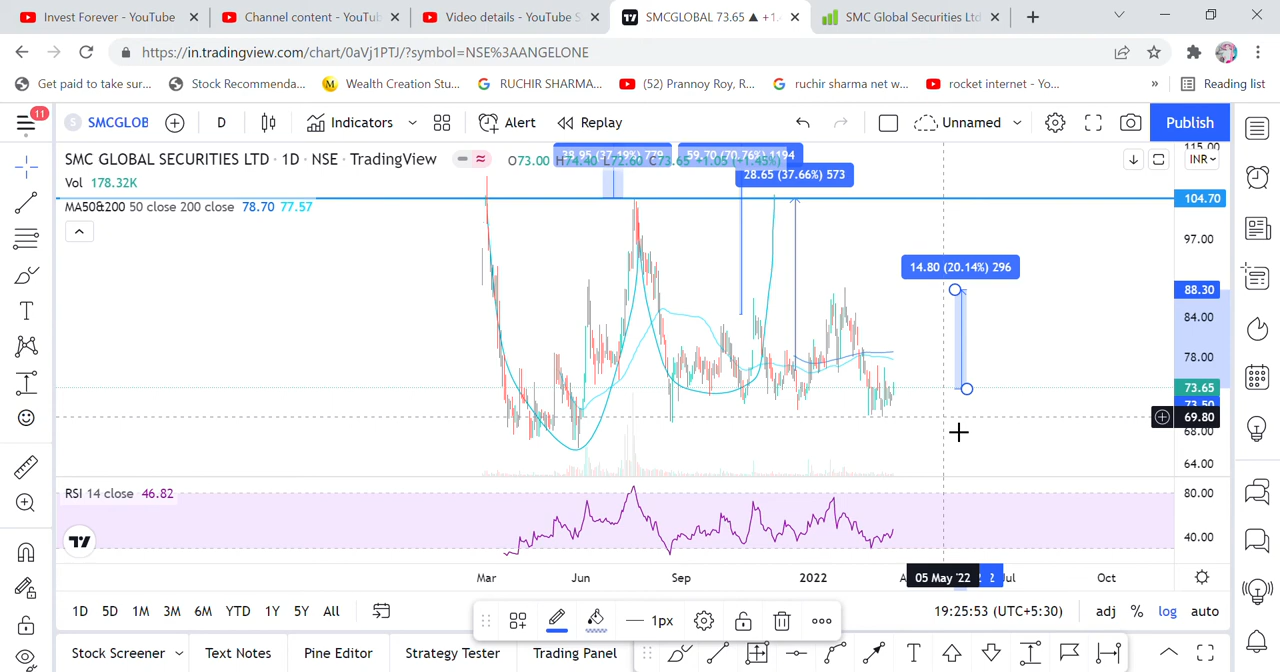 Invest Forever - YouTube
Channel content - YouTub
Video details - YouTube S
SMCGLOBAL 73.65 ▲ +1.
SMC Global Securities Ltd
https://in.tradingview.com/chart/0aVj1PTJ/?symbol=NSE%3AANGELONE
Get paid to take sur...
Stock Recommenda...
Wealth Creation Stu...
RUCHIR SHARMA...
(52) Prannoy Roy, R...
ruchir sharma net w...
rocket internet - Yo...
»
Reading list
11
S SMCGLOB
D
Indicators
Alert
Replay
Unnamed
Publish
SMC GLOBAL SECURITIES LTD · 1D · NSE · TradingView
O73.00 H74.40 L72.60 C73.65 +1.05 (+1.45%)
28.95 (37.19%) 779
59.70 (70.76%) 1194
28.65 (37.66%) 573
115.00
INR
Vol 178.32K
MA50&200 50 close 200 close 78.70 77.57
104.70
97.00
14.80 (20.14%) 296
88.30
84.00
78.00
73.65
73.50
69.80
68.00
64.00
RSI 14 close 46.82
80.00
40.00
Mar
Jun
Sep
2022
05 May '22
Jul
Oct
1D
5D
1M
3M
6M
YTD
1Y
5Y
All
19:25:53 (UTC+5:30)
adj
%
log
auto
1px
Stock Screener
Text Notes
Pine Editor
Strategy Tester
Trading Panel